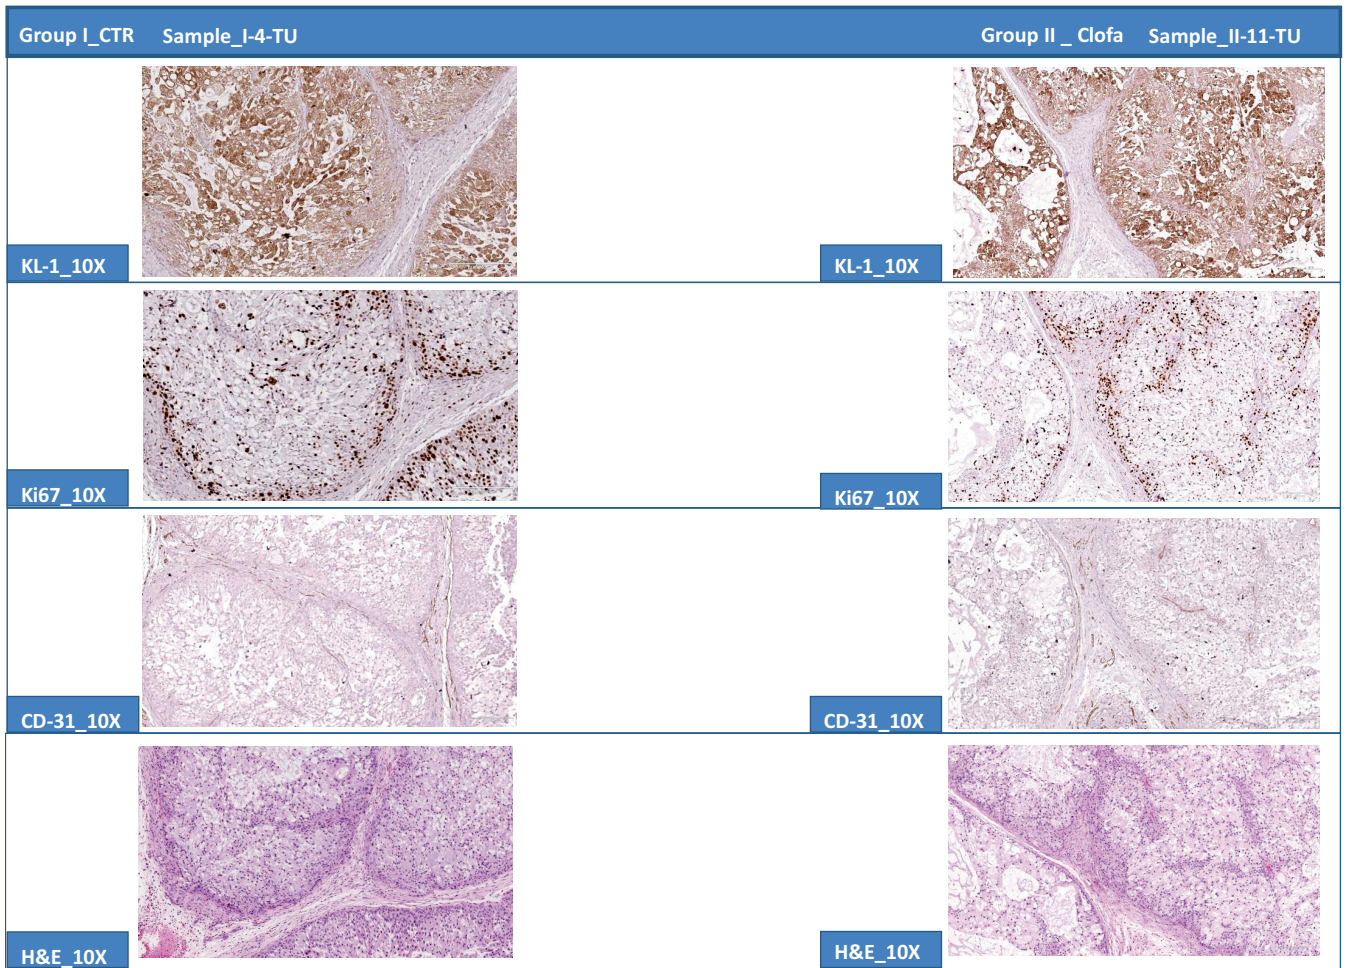 Group I_CTR Sample_I-4-TU
Group II _ Clofa Sample_II-11-TU
KL-1_10X
KL-1_10X
Ki67_10X
Ki67_10X
CD-31_10X
CD-31_10X
H&E_10X
H&E_10X